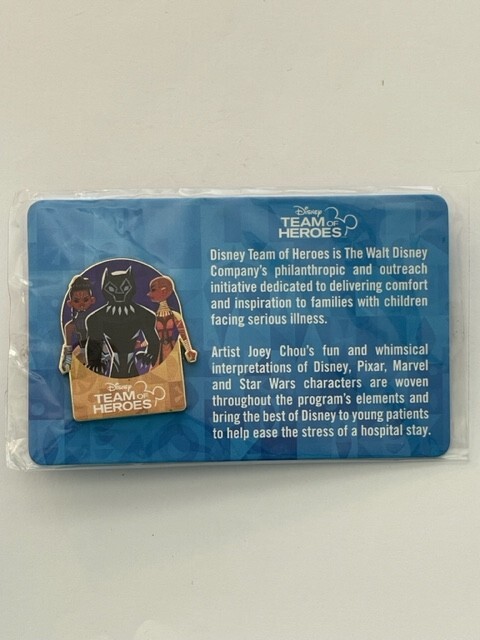 Disney
TEAM OF
HEROES
Disney Team of Heroes is The Walt Disney
Company's philanthropic and outreach
initiative dedicated to delivering comfort
and inspiration to families with children
facing serious illness.
Artist Joey Chou's fun and whimsical
interpretations of Disney, Pixar, Marvel
and Star Wars characters are woven
throughout the program's elements and
bring the best of Disney to young patients
to help ease the stress of a hospital stay.
Disney
TEAM OF
HEROES